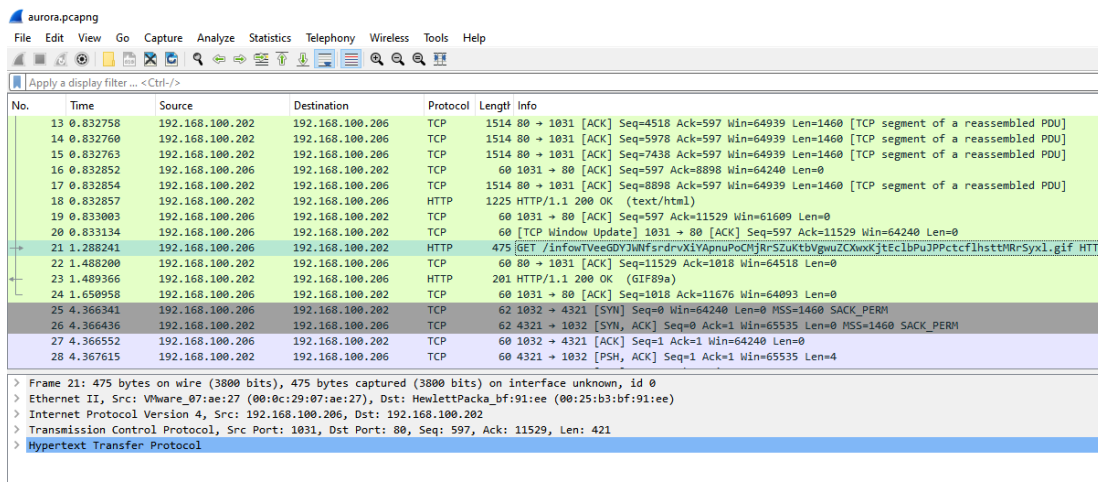 aurora.pcapng
File Edit View Go Capture Analyze Statistics Telephony Wireless Tools Help
Apply a display filter ... <Ctrl-/>
No. Time Source Destination Protocol Length Info
13 0.832758 192.168.100.202 192.168.100.206 TCP 1514 80 → 1031 [ACK] Seq=4518 Ack=597 Win=64939 Len=1460 [TCP segment of a reassembled PDU]
14 0.832760 192.168.100.202 192.168.100.206 TCP 1514 80 → 1031 [ACK] Seq=5978 Ack=597 Win=64939 Len=1460 [TCP segment of a reassembled PDU]
15 0.832763 192.168.100.202 192.168.100.206 TCP 1514 80 → 1031 [ACK] Seq=7438 Ack=597 Win=64939 Len=1460 [TCP segment of a reassembled PDU]
16 0.832852 192.168.100.206 192.168.100.202 TCP 60 1031 → 80 [ACK] Seq=597 Ack=8898 Win=64240 Len=0
17 0.832854 192.168.100.202 192.168.100.206 TCP 1514 80 → 1031 [ACK] Seq=8898 Ack=597 Win=64939 Len=1460 [TCP segment of a reassembled PDU]
18 0.832857 192.168.100.202 192.168.100.206 HTTP 1225 HTTP/1.1 200 OK (text/html)
19 0.833003 192.168.100.206 192.168.100.202 TCP 60 1031 → 80 [ACK] Seq=597 Ack=11529 Win=61609 Len=0
20 0.833134 192.168.100.206 192.168.100.202 TCP 60 [TCP Window Update] 1031 → 80 [ACK] Seq=597 Ack=11529 Win=64240 Len=0
21 1.288241 192.168.100.206 192.168.100.202 HTTP 475 GET /infowTVeeGDYJWNfsrdrvXiYApnuPoCMjRrSZuKtbVgwuZCXwxKjtEclbPuJPPctcflhsttMRrSyxl.gif HTT
22 1.488200 192.168.100.202 192.168.100.206 TCP 60 80 → 1031 [ACK] Seq=11529 Ack=1018 Win=64518 Len=0
23 1.489366 192.168.100.202 192.168.100.206 HTTP 201 HTTP/1.1 200 OK (GIF89a)
24 1.650958 192.168.100.206 192.168.100.202 TCP 60 1031 → 80 [ACK] Seq=1018 Ack=11676 Win=64093 Len=0
25 4.366341 192.168.100.206 192.168.100.202 TCP 62 1032 → 4321 [SYN] Seq=0 Win=64240 Len=0 MSS=1460 SACK_PERM
26 4.366436 192.168.100.202 192.168.100.206 TCP 62 4321 → 1032 [SYN, ACK] Seq=0 Ack=1 Win=65535 Len=0 MSS=1460 SACK_PERM
27 4.366552 192.168.100.206 192.168.100.202 TCP 60 1032 → 4321 [ACK] Seq=1 Ack=1 Win=64240 Len=0
28 4.367615 192.168.100.202 192.168.100.206 TCP 60 4321 → 1032 [PSH, ACK] Seq=1 Ack=1 Win=65535 Len=4
> Frame 21: 475 bytes on wire (3800 bits), 475 bytes captured (3800 bits) on interface unknown, id 0
> Ethernet II, Src: VMware_07:ae:27 (00:0c:29:07:ae:27), Dst: HewlettPacka_bf:91:ee (00:25:b3:bf:91:ee)
> Internet Protocol Version 4, Src: 192.168.100.206, Dst: 192.168.100.202
> Transmission Control Protocol, Src Port: 1031, Dst Port: 80, Seq: 597, Ack: 11529, Len: 421
> Hypertext Transfer Protocol